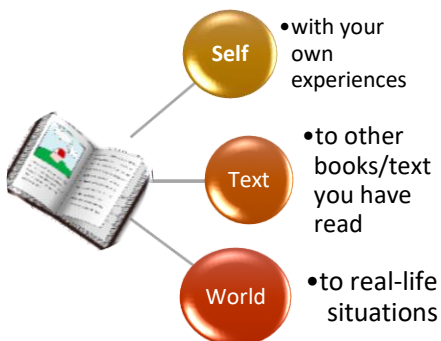 Self
•with your
own
experiences
Text
•to other
books/text
you have
read
World
•to real-life
situations